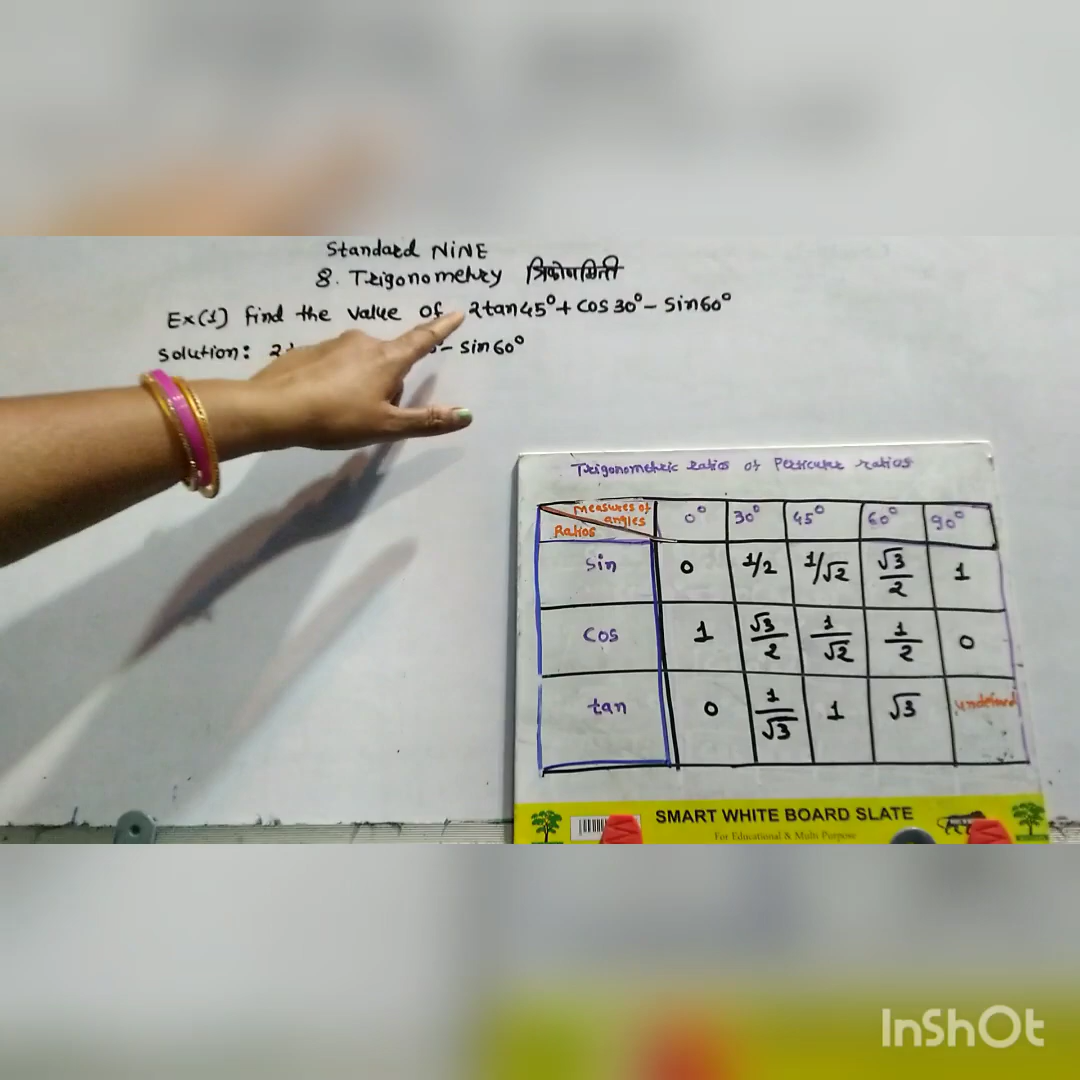 Standard NINE
8. Trigonometry त्रिकोणमिती
Ex(1) find the value of 2tan45°+cos30°-sin60°
Solution: - sin60°
Trigonometric ratios of Perticular ratios
Measures of angles
Ratios
0° 30° 45° 60° 90°
sin 0 1/2 1/√2 √3/2 1
cos 1 √3/2 1/√2 1/2 0
tan 0 1/√3 1 √3 undefined
SMART WHITE BOARD SLATE
For Educational & Multi Purpose
InShOt